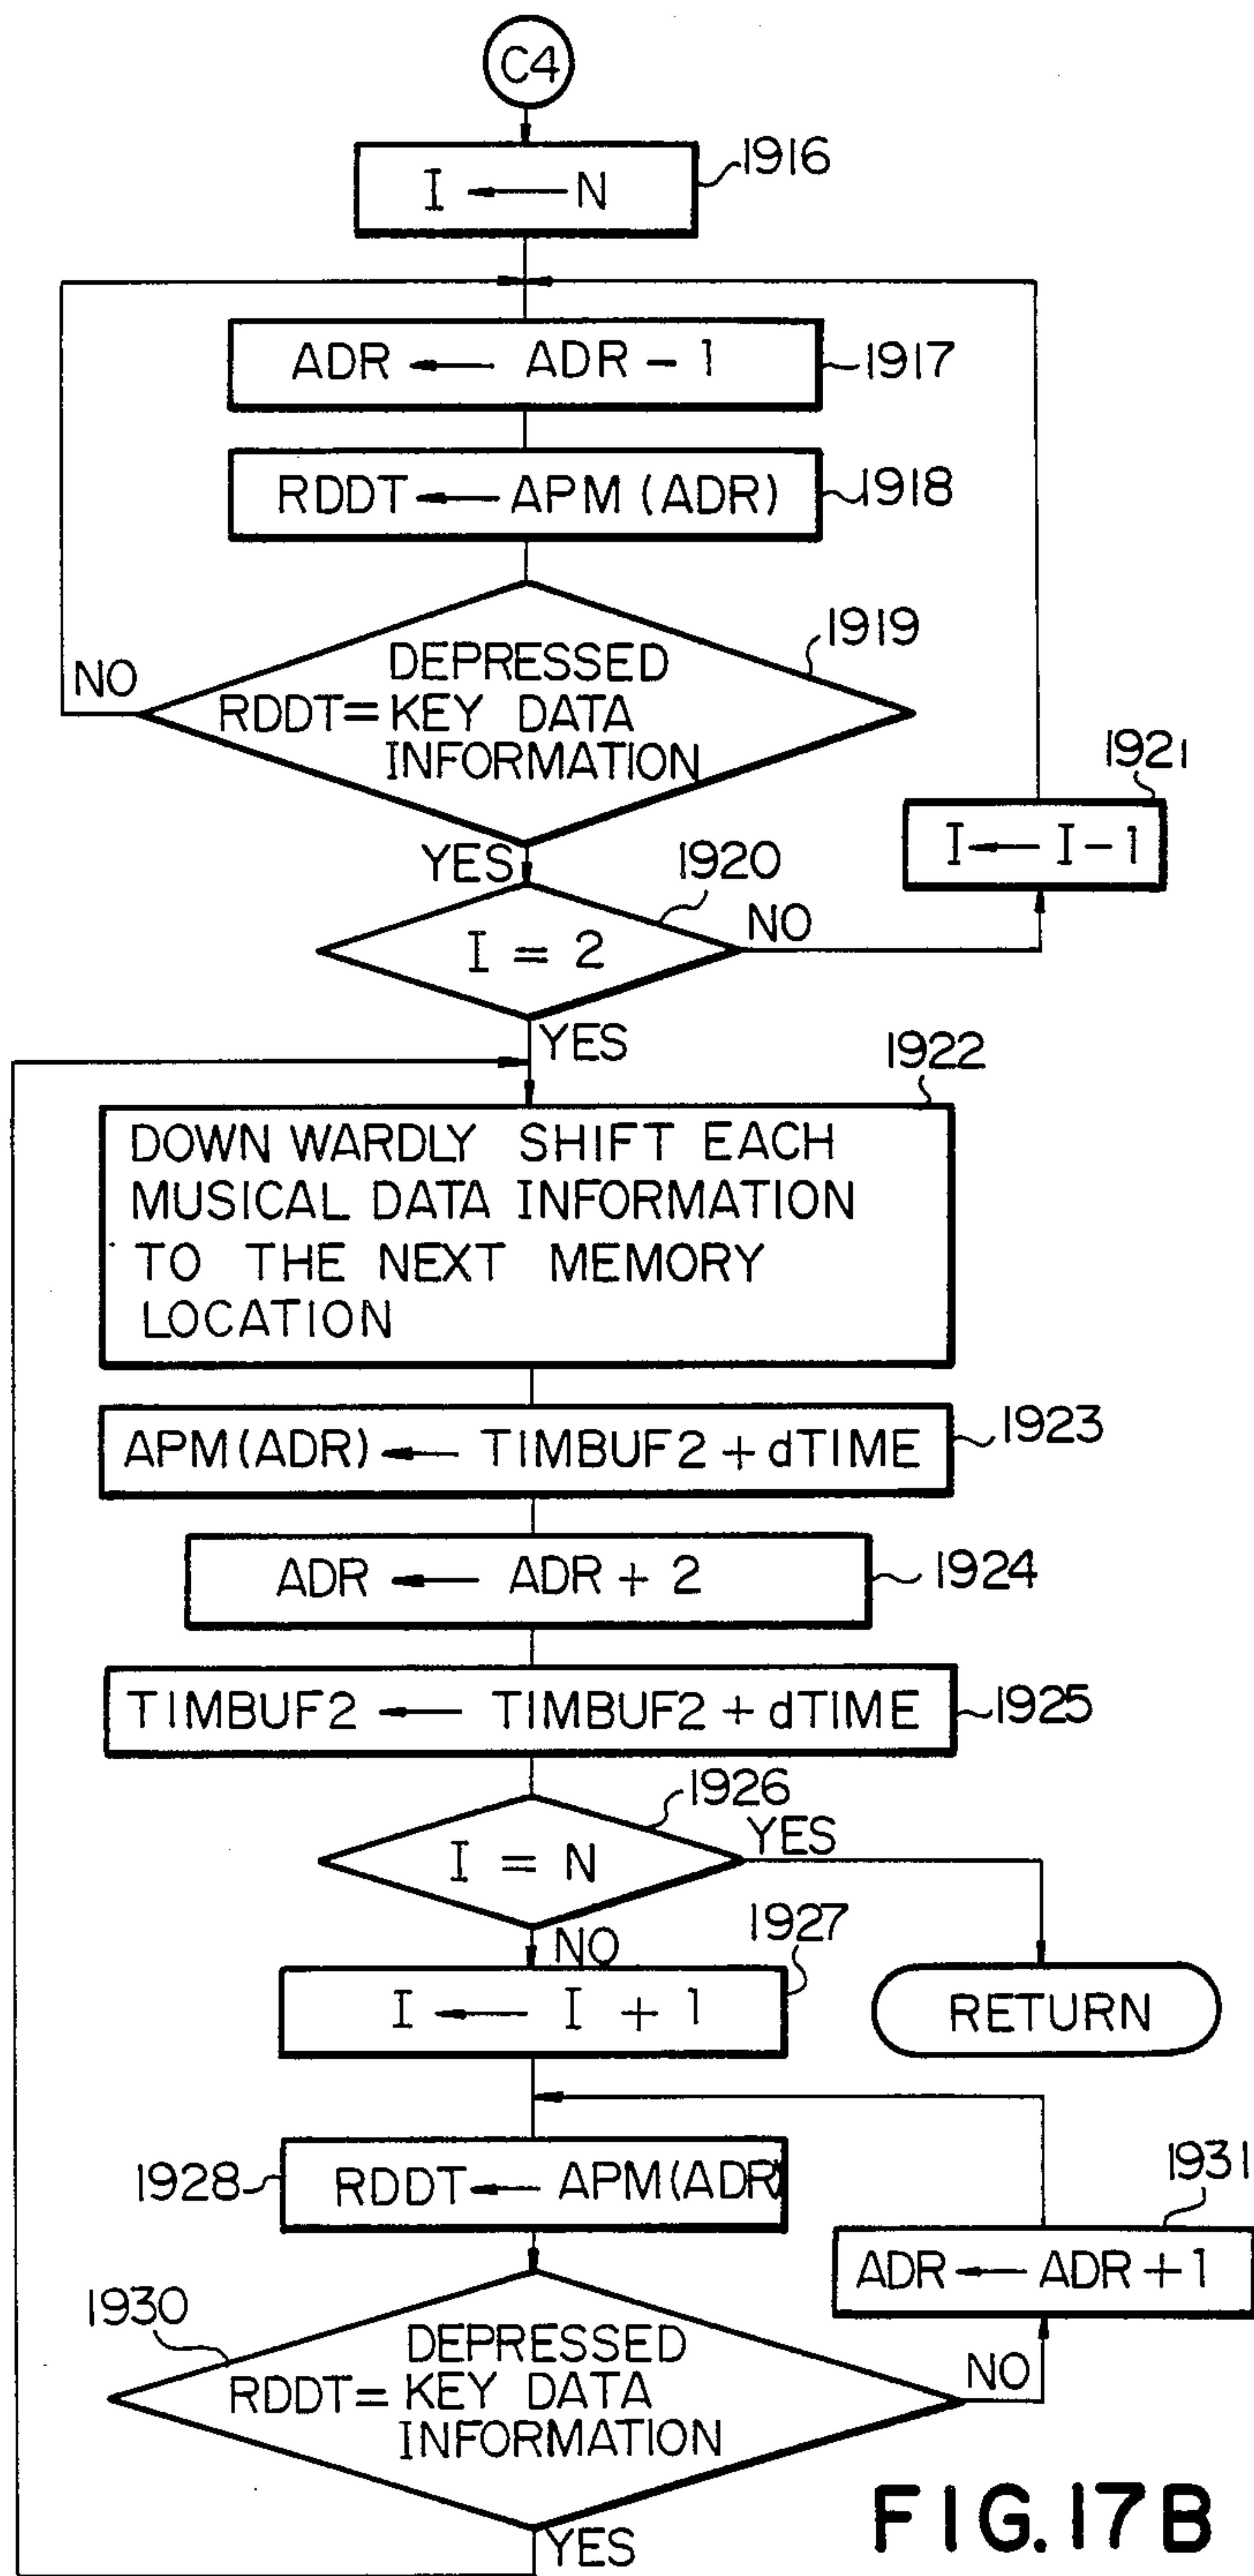 C4
I ← N
1916
ADR ← ADR - 1
1917
RDDT ← APM (ADR)
1918
DEPRESSED
RDDT = KEY DATA
INFORMATION
1919
NO
YES
I = 2
1920
NO
I ← I - 1
1921
YES
DOWN WARDLY SHIFT EACH
MUSICAL DATA INFORMATION
TO THE NEXT MEMORY
LOCATION
1922
APM(ADR) ← TIMBUF2 + dTIME
1923
ADR ← ADR + 2
1924
TIMBUF2 ← TIMBUF2 + dTIME
1925
I = N
1926
YES
NO
I ← I + 1
1927
RETURN
RDDT ← APM(ADR)
1928
ADR ← ADR + 1
1931
DEPRESSED
RDDT = KEY DATA
INFORMATION
1930
NO
YES
FIG. 17B